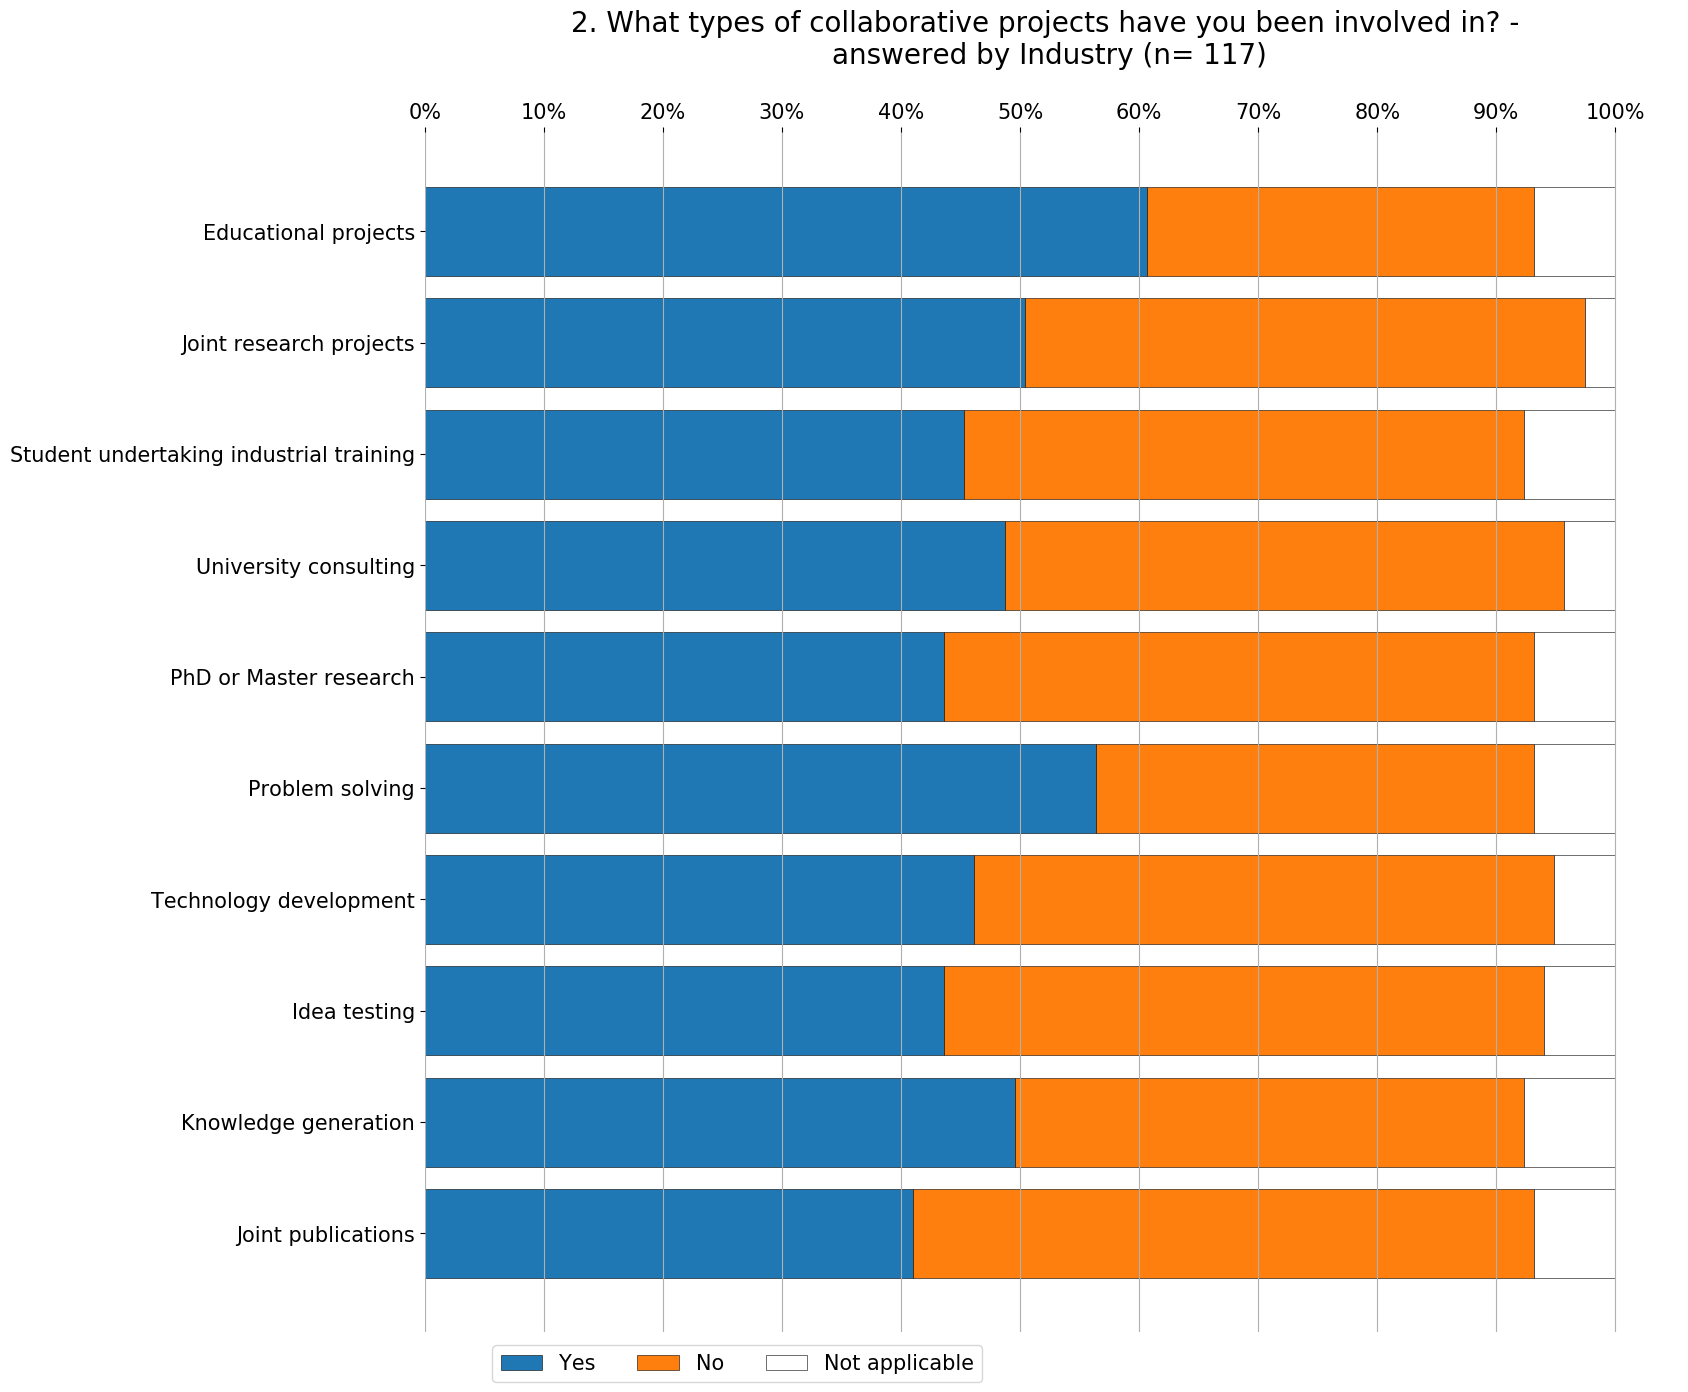 2. What types of collaborative projects have you been involved in? -
answered by Industry (n= 117)
0% 10% 20% 30% 40% 50% 60% 70% 80% 90% 100%
Educational projects
Joint research projects
Student undertaking industrial training
University consulting
PhD or Master research
Problem solving
Technology development
Idea testing
Knowledge generation
Joint publications
Yes No Not applicable